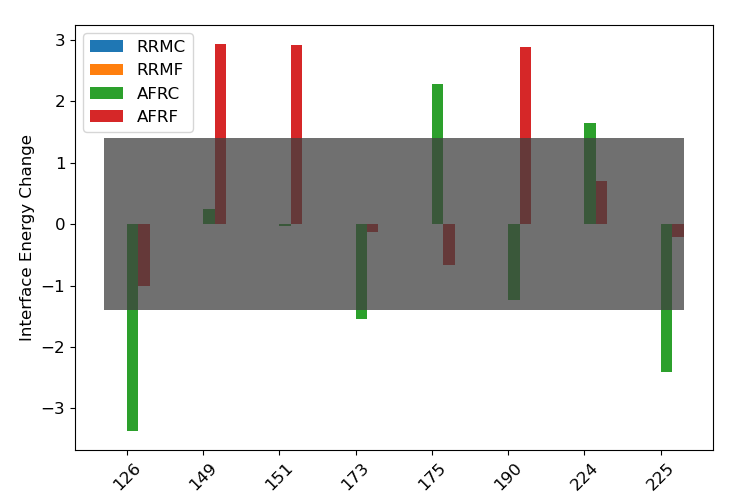 Interface Energy Change
3
2
1
0
−1
−2
−3
RRMC
RRMF
AFRC
AFRF
126 149 151 173 175 190 224 225